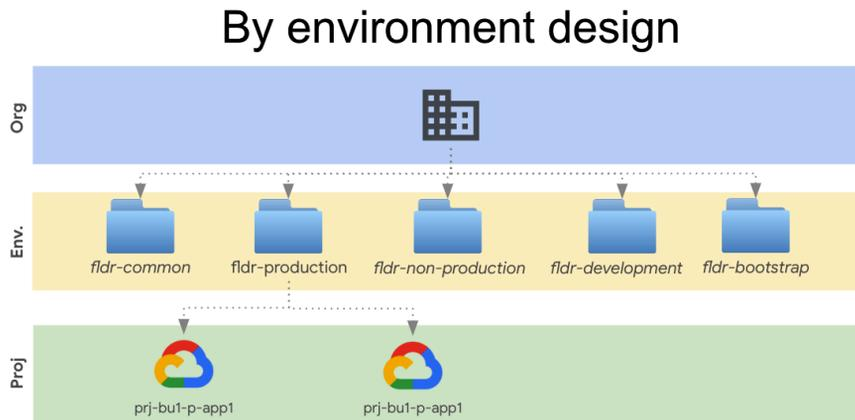 By environment design
Org
Env.
fldr-common
fldr-production
fldr-non-production
fldr-development
fldr-bootstrap
Proj
prj-bu1-p-app1
prj-bu1-p-app1